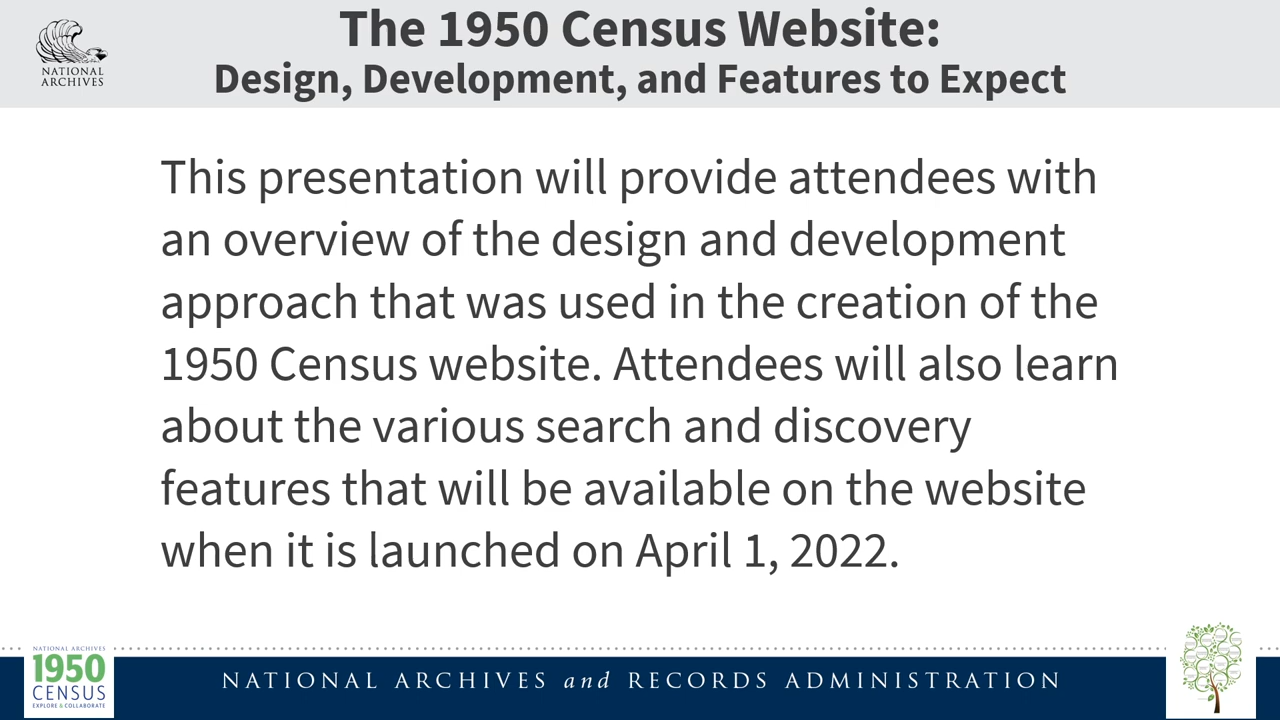 The 1950 Census Website:
Design, Development, and Features to Expect
NATIONAL
ARCHIVES
This presentation will provide attendees with
an overview of the design and development
approach that was used in the creation of the
1950 Census website. Attendees will also learn
about the various search and discovery
features that will be available on the website
when it is launched on April 1, 2022.
NATIONAL ARCHIVES
1950
CENSUS
EXPLORE & COLLABORATE
NATIONAL ARCHIVES and RECORDS ADMINISTRATION